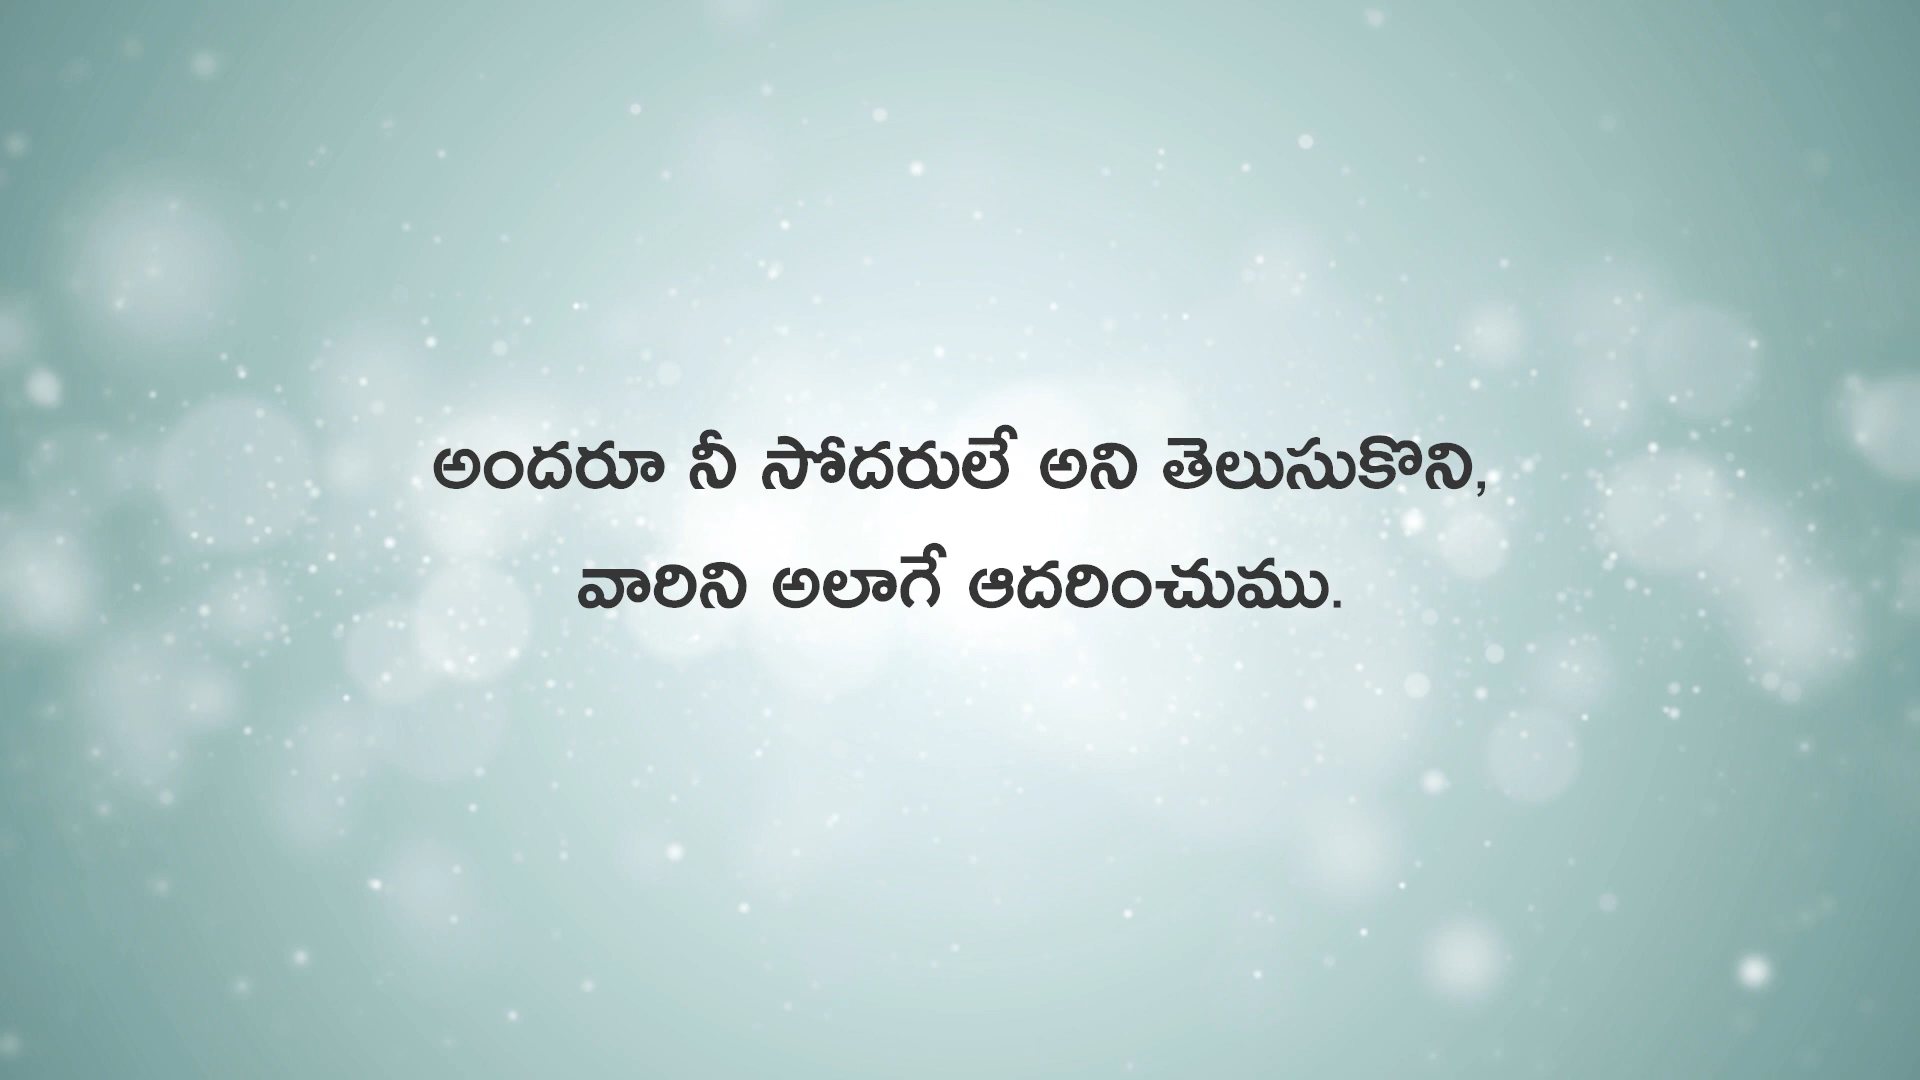 అందరూ నీ సోదరులే అని తెలుసుకొని,
వారిని అలాగే ఆదరించుము.